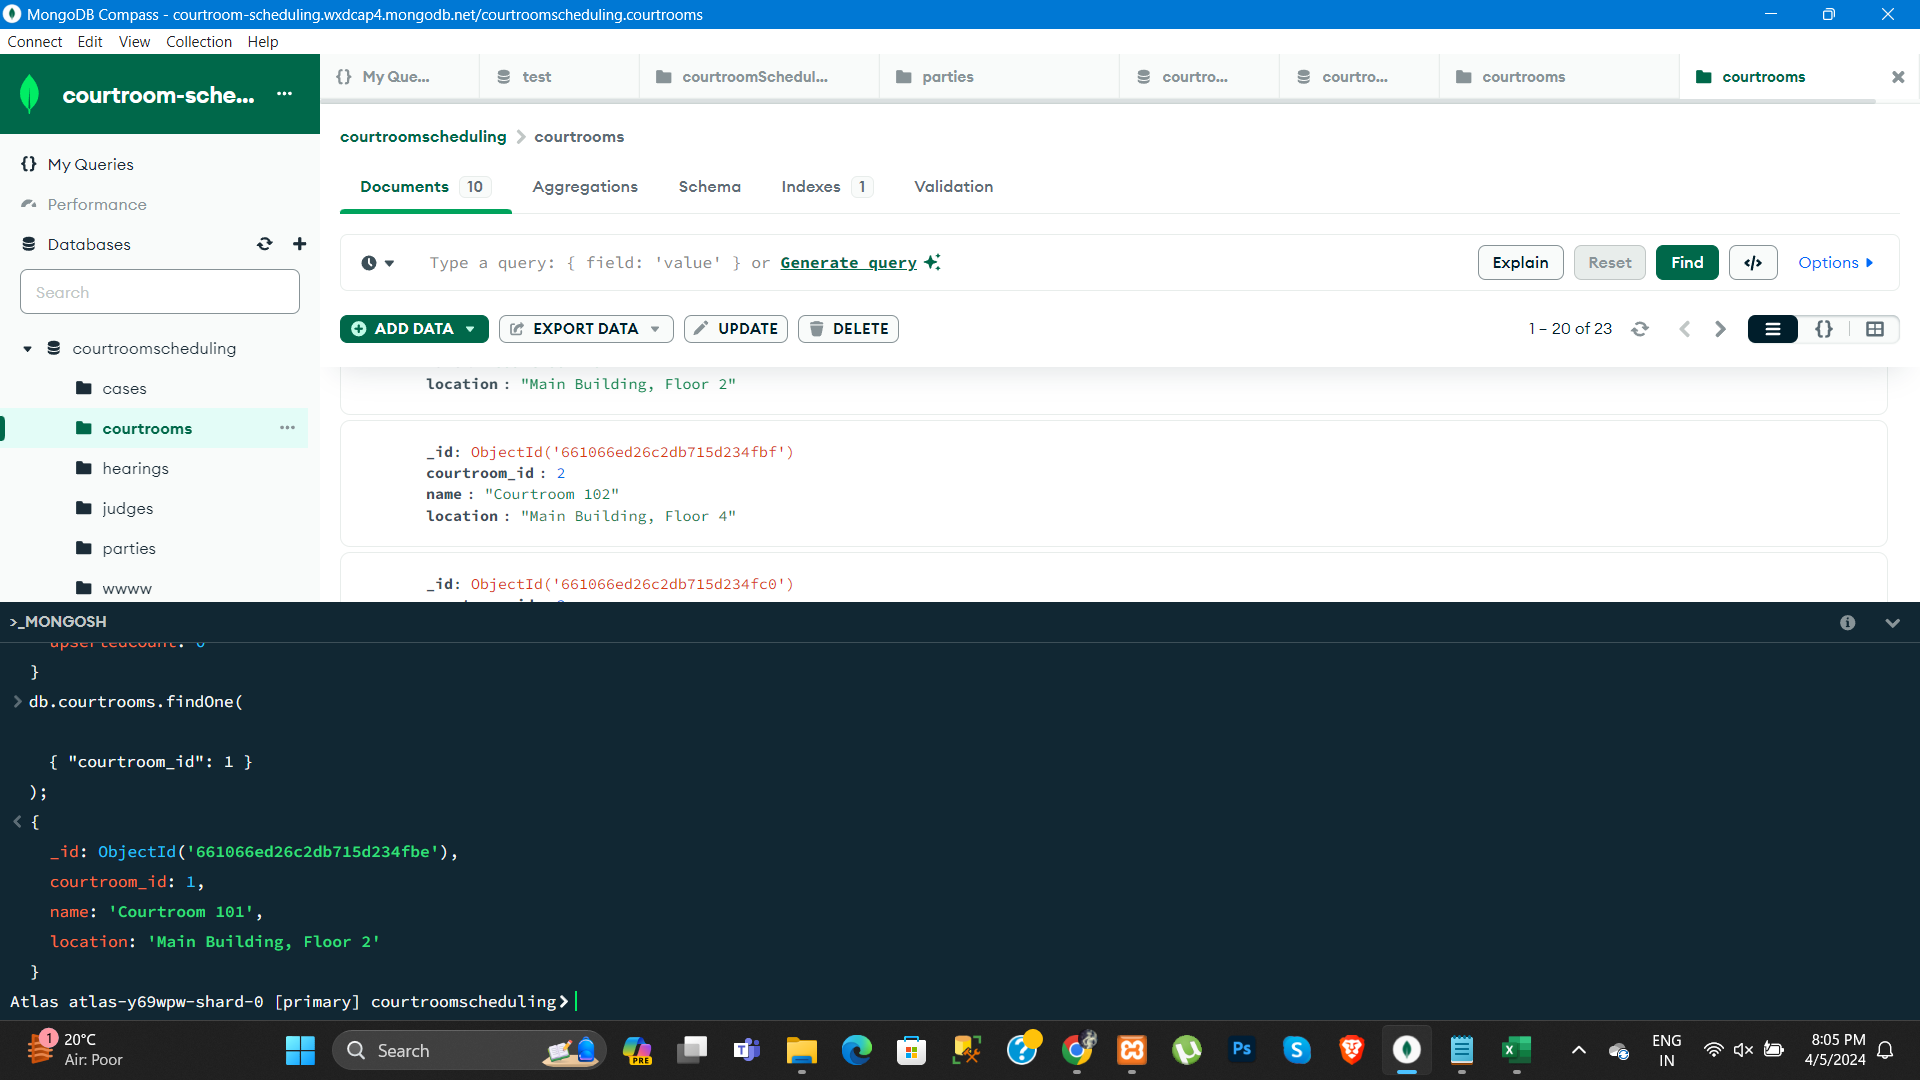 MongoDB Compass - courtroom-scheduling.wxdcap4.mongodb.net/courtroomscheduling.courtrooms
Connect Edit View Collection Help
courtroom-sche...
{} My Que... test courtroomSchedul... parties courtro... courtro... courtrooms courtrooms
courtroomscheduling > courtrooms
My Queries
Performance
Databases
Search
courtroomscheduling
cases
courtrooms
hearings
judges
parties
wwww
Documents 10 Aggregations Schema Indexes 1 Validation
Type a query: { field: 'value' } or Generate query
Explain Reset Find </> Options
ADD DATA EXPORT DATA UPDATE DELETE
1 – 20 of 23
location : "Main Building, Floor 2"
_id: ObjectId('661066ed26c2db715d234fbf')
courtroom_id : 2
name : "Courtroom 102"
location : "Main Building, Floor 4"
_id: ObjectId('661066ed26c2db715d234fc0')
>_MONGOSH
upsertedCount: 0
}
> db.courtrooms.findOne(
{ "courtroom_id": 1 }
);
< {
_id: ObjectId('661066ed26c2db715d234fbe'),
courtroom_id: 1,
name: 'Courtroom 101',
location: 'Main Building, Floor 2'
}
Atlas atlas-y69wpw-shard-0 [primary] courtroomscheduling>
1
20°C
Air: Poor
Search
PRE
Ps
ENG
IN
8:05 PM
4/5/2024